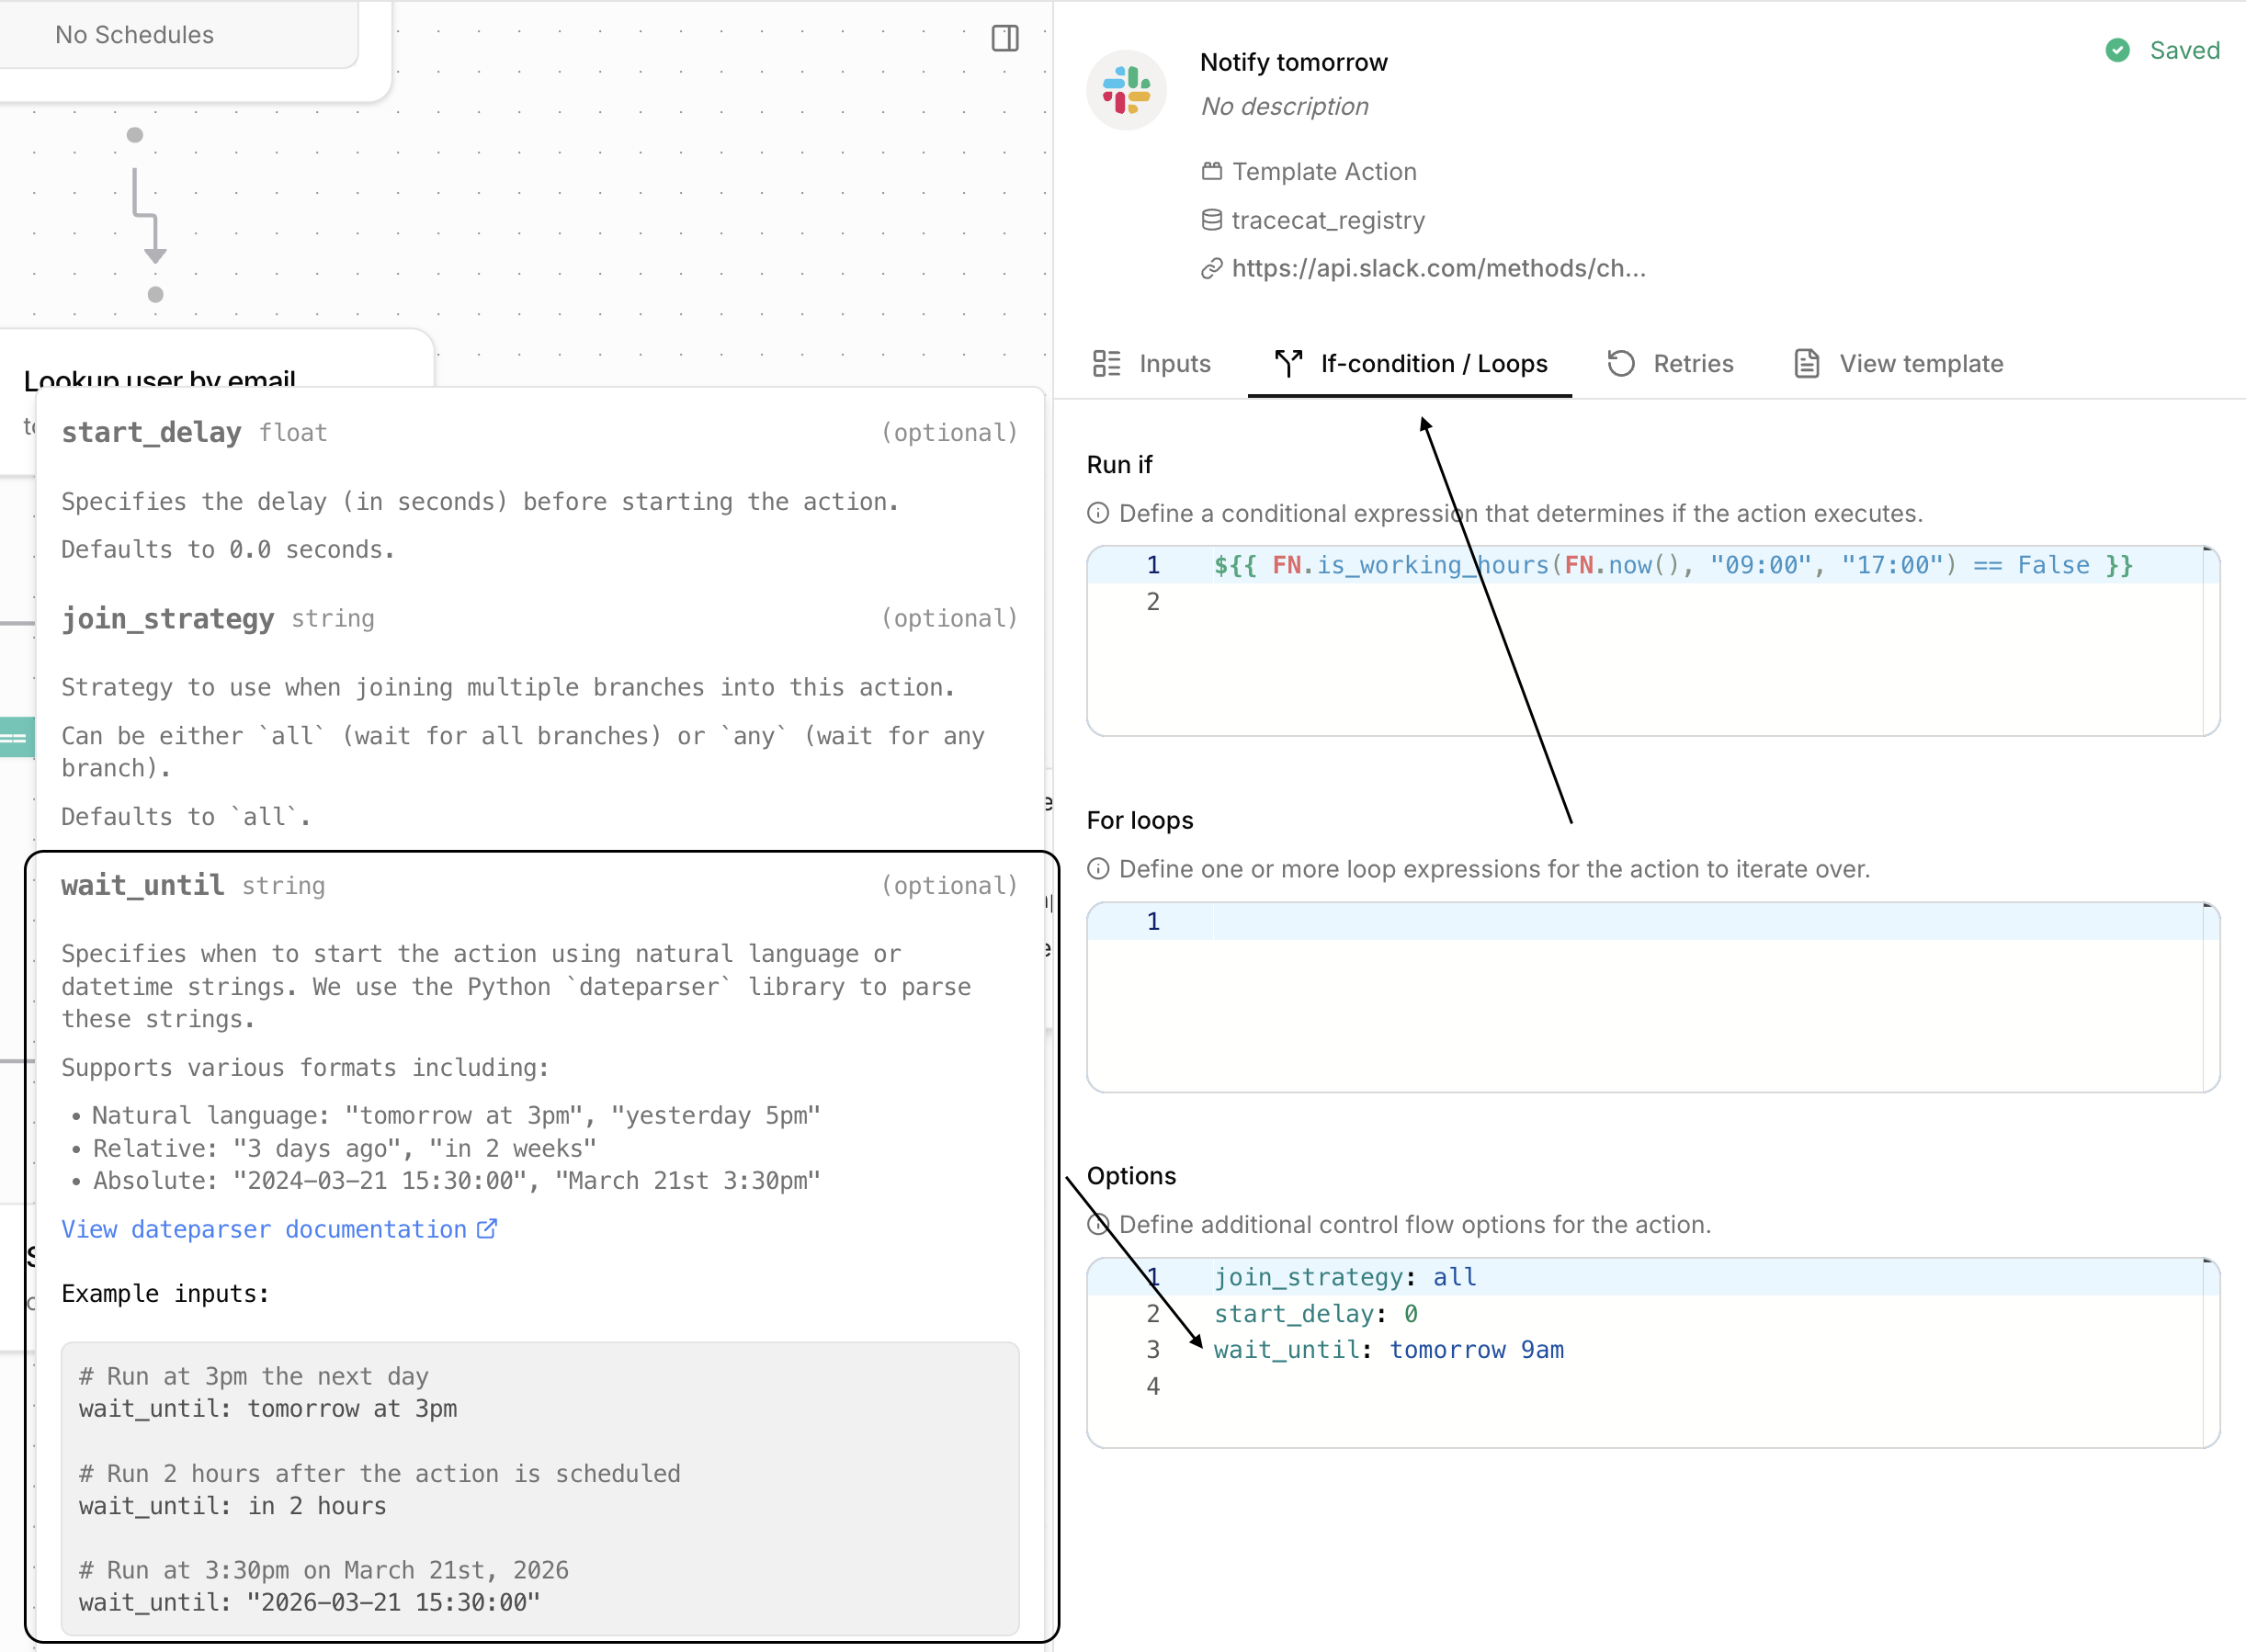 No Schedules
Lookup user by email
start_delay float (optional)
Specifies the delay (in seconds) before starting the action.
Defaults to 0.0 seconds.
join_strategy string (optional)
Strategy to use when joining multiple branches into this action.
Can be either `all` (wait for all branches) or `any` (wait for any
branch).
Defaults to `all`.
==
wait_until string (optional)
Specifies when to start the action using natural language or
datetime strings. We use the Python `dateparser` library to parse
these strings.
Supports various formats including:
• Natural language: "tomorrow at 3pm", "yesterday 5pm"
• Relative: "3 days ago", "in 2 weeks"
• Absolute: "2024-03-21 15:30:00", "March 21st 3:30pm"
View dateparser documentation
Example inputs:
# Run at 3pm the next day
wait_until: tomorrow at 3pm
# Run 2 hours after the action is scheduled
wait_until: in 2 hours
# Run at 3:30pm on March 21st, 2026
wait_until: "2026-03-21 15:30:00"
Notify tomorrow
Saved
No description
Template Action
tracecat_registry
https://api.slack.com/methods/ch...
Inputs If-condition / Loops Retries View template
Run if
Define a conditional expression that determines if the action executes.
1 ${{ FN.is_working_hours(FN.now(), "09:00", "17:00") == False }}
2
For loops
Define one or more loop expressions for the action to iterate over.
1
Options
Define additional control flow options for the action.
1 join_strategy: all
2 start_delay: 0
3 wait_until: tomorrow 9am
4